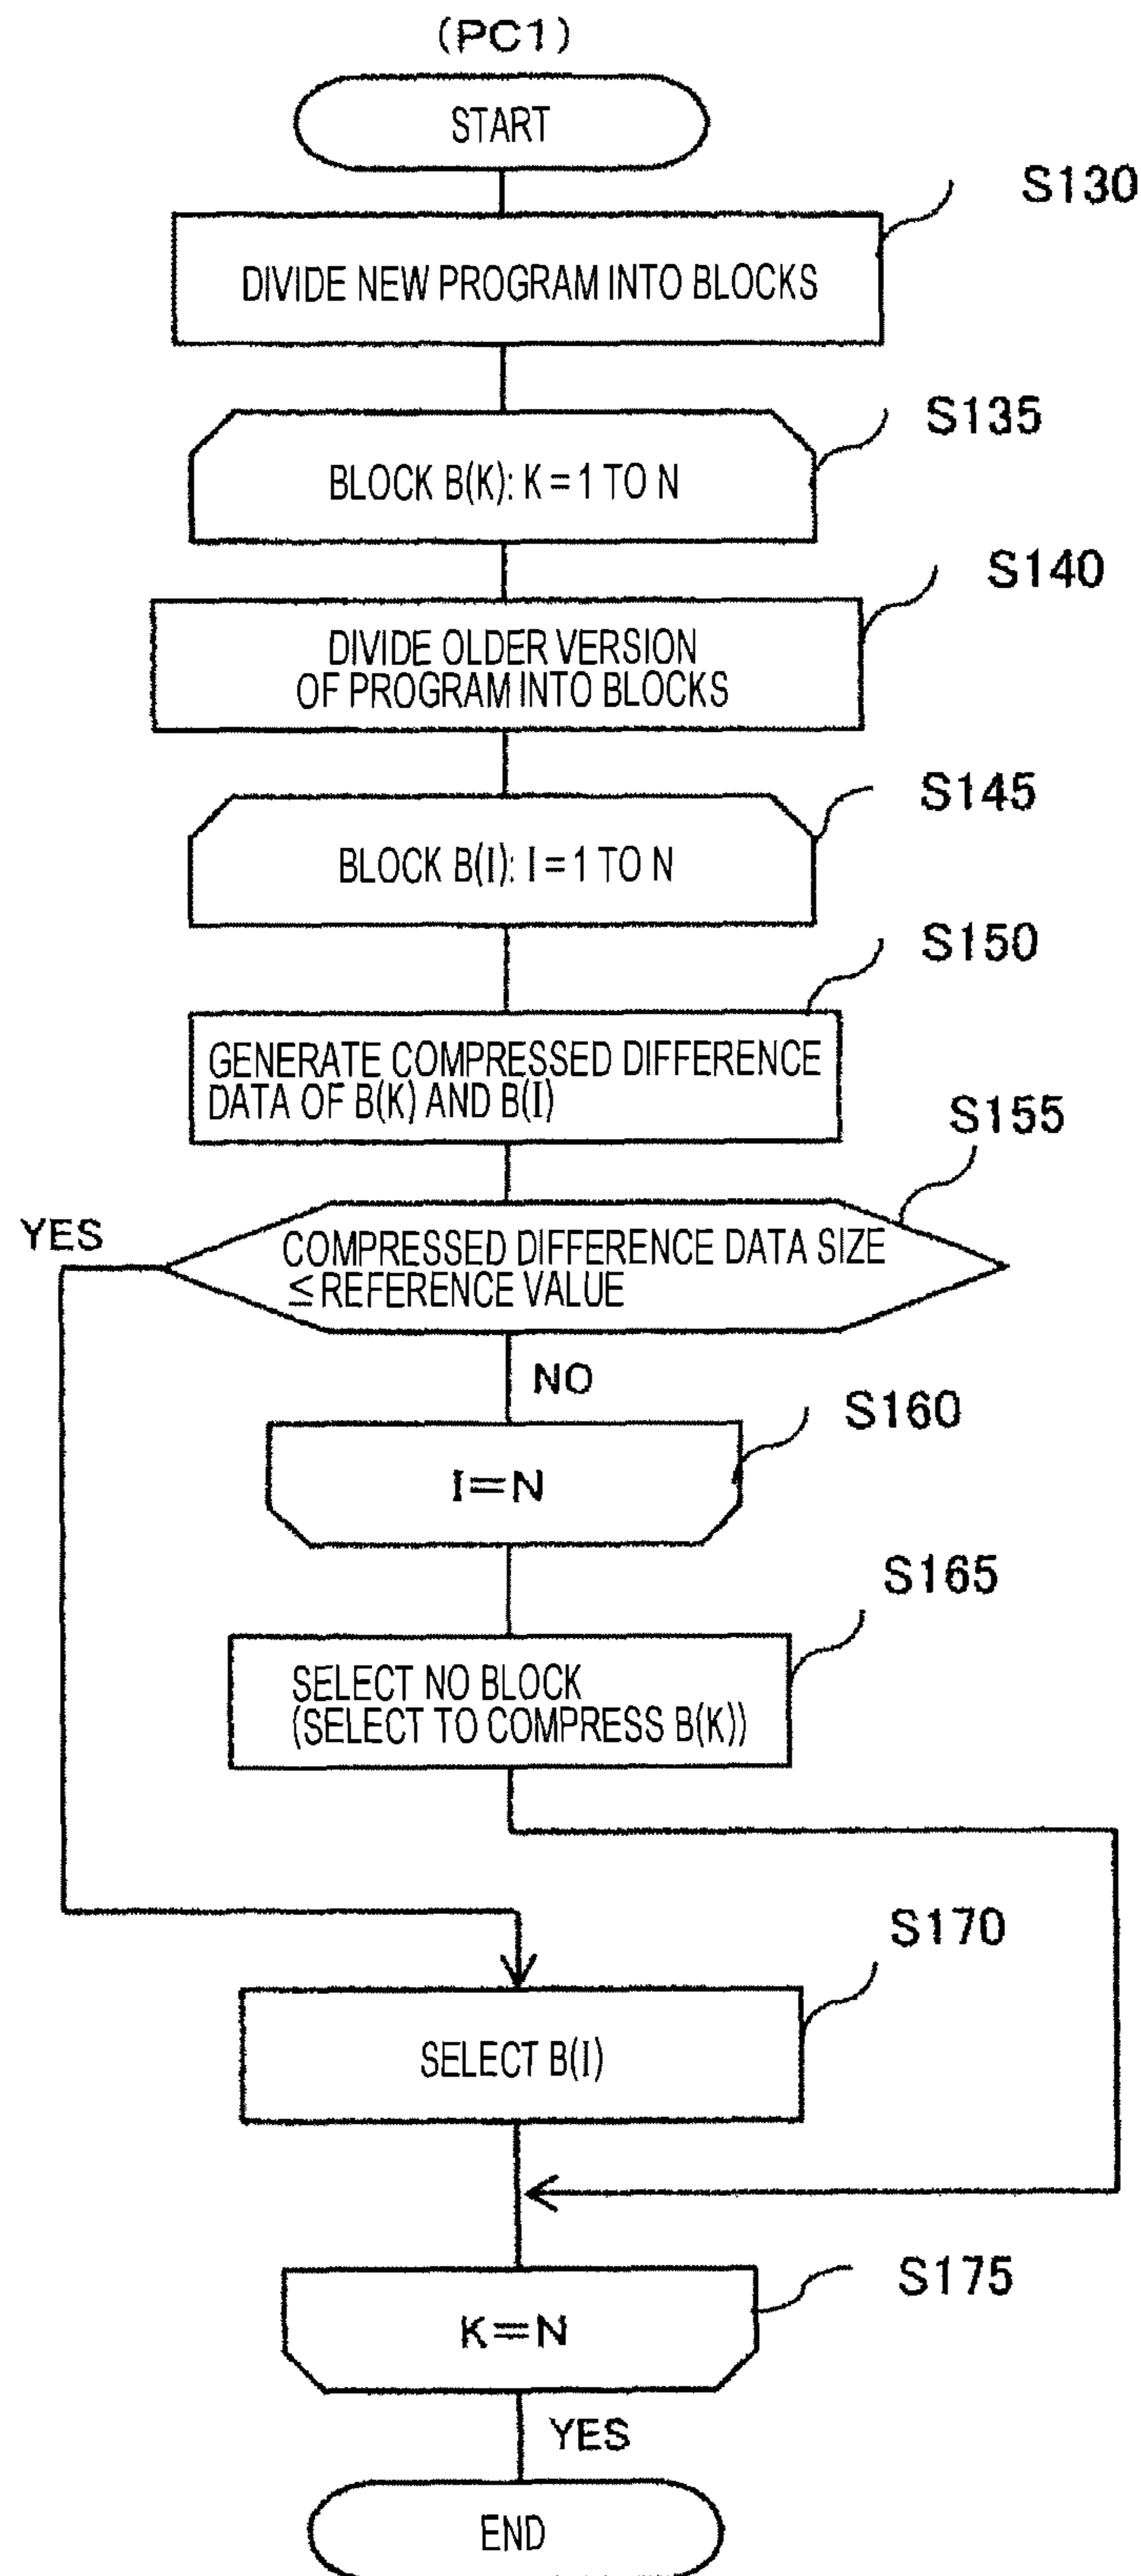 (PC1)
START
S130
DIVIDE NEW PROGRAM INTO BLOCKS
S135
BLOCK B(K): K = 1 TO N
S140
DIVIDE OLDER VERSION
OF PROGRAM INTO BLOCKS
S145
BLOCK B(I): I = 1 TO N
S150
GENERATE COMPRESSED DIFFERENCE
DATA OF B(K) AND B(I)
S155
YES
COMPRESSED DIFFERENCE DATA SIZE
≤ REFERENCE VALUE
NO
S160
I=N
S165
SELECT NO BLOCK
(SELECT TO COMPRESS B(K))
S170
SELECT B(I)
S175
K=N
YES
END